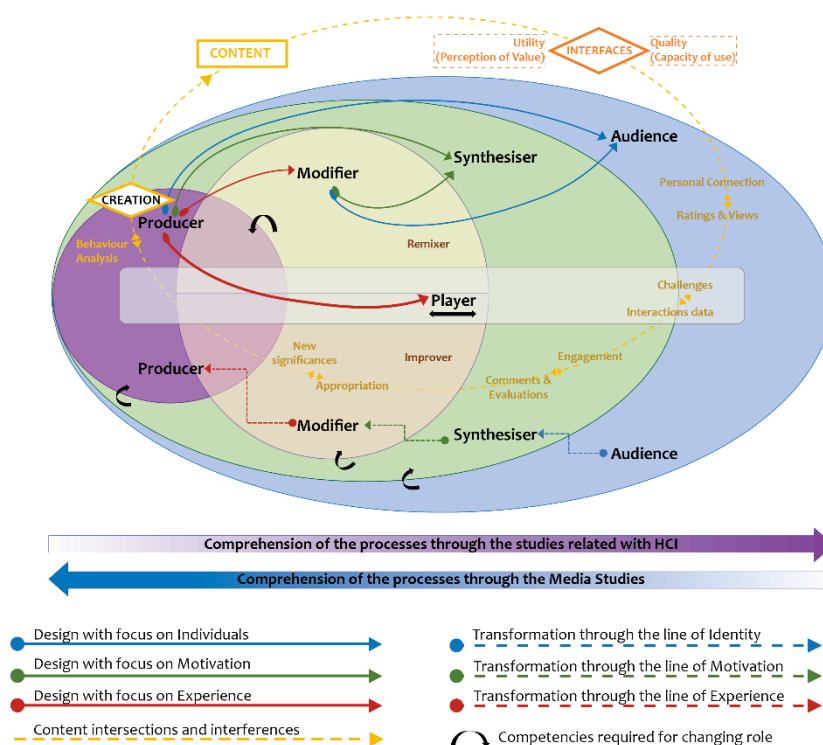 CONTENT
Utility
(Perception of Value)
INTERFACES
Quality
(Capacity of use)
Audience
Synthesiser
Modifier
Personal Connection
CREATION
Producer
Ratings & Views
Behaviour
Analysis
Remixer
Challenges
Player
Interactions data
New
significances
Improver
Engagement
Producer
Appropriation
Comments &
Evaluations
Modifier
Synthesiser
Audience
Comprehension of the processes through the studies related with HCI
Comprehension of the processes through the Media Studies
Design with focus on Individuals
Transformation through the line of Identity
Design with focus on Motivation
Transformation through the line of Motivation
Design with focus on Experience
Transformation through the line of Experience
Content intersections and interferences
Competencies required for changing role